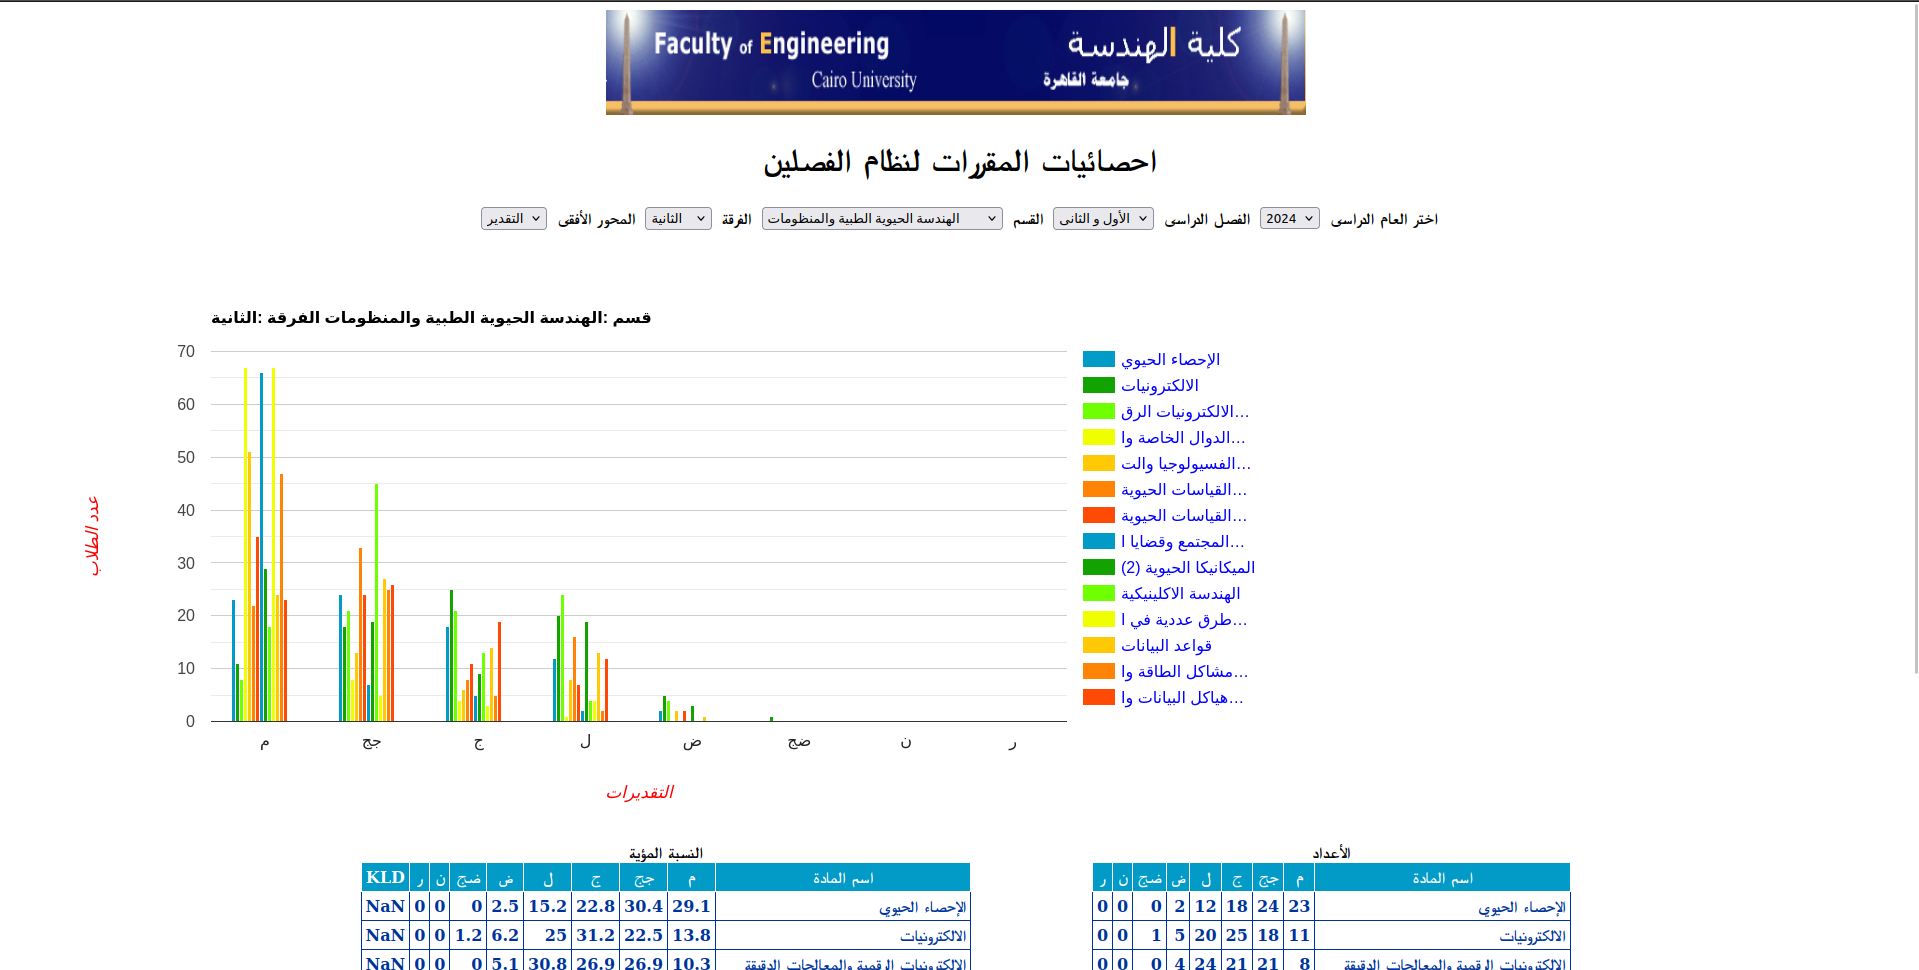 Faculty of Engineering
كلية الهندسة
Cairo University
جامعة القاهرة
احصائيات المقررات لنظام الفصلين
اختر العام الدراسى 2024 الفصل الدراسى الأول و الثانى القسم الهندسة الحيوية الطبية والمنظومات الفرقة الثانية المحور الأفقى التقدير
قسم :الهندسة الحيوية الطبية والمنظومات الفرقة :الثانية
70
60
50
40
30
20
10
0
عدد الطلاب
م جج ج ل ض ضج ن ر
التقديرات
الإحصاء الحيوي
الالكترونيات
الالكترونيات الرق...
الدوال الخاصة وا...
الفسيولوجيا والت...
القياسات الحيوية...
القياسات الحيوية...
المجتمع وقضايا ا...
الميكانيكا الحيوية (2)
الهندسة الاكلينيكية
طرق عددية في ا...
قواعد البيانات
مشاكل الطاقة وا...
هياكل البيانات وا...
الأعداد
اسم المادة م جج ج ل ض ضج ن ر
الإحصاء الحيوي 23 24 18 12 2 0 0 0
الالكترونيات 11 18 25 20 5 1 0 0
الالكترونيات الرقمية والمعالجات الدقيقة 8 21 21 24 4 0 0 0
النسبة المؤية
اسم المادة م جج ج ل ض ضج ن ر KLD
الإحصاء الحيوي 29.1 30.4 22.8 15.2 2.5 0 0 0 NaN
الالكترونيات 13.8 22.5 31.2 25 6.2 1.2 0 0 NaN
الالكترونيات الرقمية والمعالجات الدقيقة 10.3 26.9 26.9 30.8 5.1 0 0 0 NaN